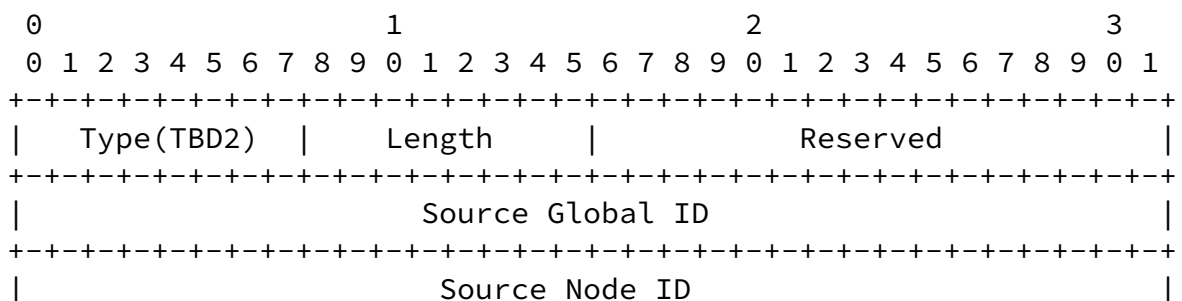 0                   1                   2                   3
 0 1 2 3 4 5 6 7 8 9 0 1 2 3 4 5 6 7 8 9 0 1 2 3 4 5 6 7 8 9 0 1
+-+-+-+-+-+-+-+-+-+-+-+-+-+-+-+-+-+-+-+-+-+-+-+-+-+-+-+-+-+-+-+-+
|   Type(TBD2)  |    Length     |           Reserved            |
+-+-+-+-+-+-+-+-+-+-+-+-+-+-+-+-+-+-+-+-+-+-+-+-+-+-+-+-+-+-+-+-+
|                      Source Global ID                         |
+-+-+-+-+-+-+-+-+-+-+-+-+-+-+-+-+-+-+-+-+-+-+-+-+-+-+-+-+-+-+-+-+
|                       Source Node ID                          |